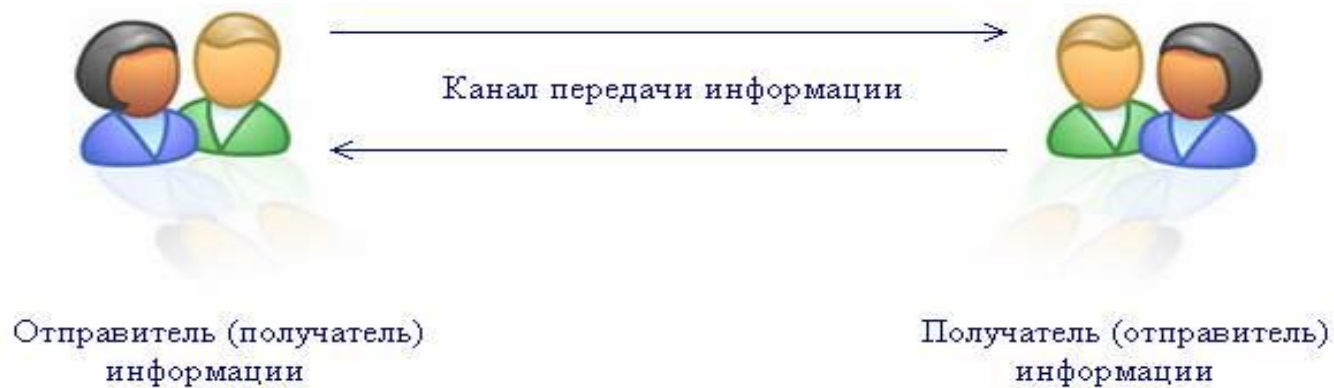 Канал передачи информации
Отправитель (получатель)
информации
Получатель (отправитель)
информации